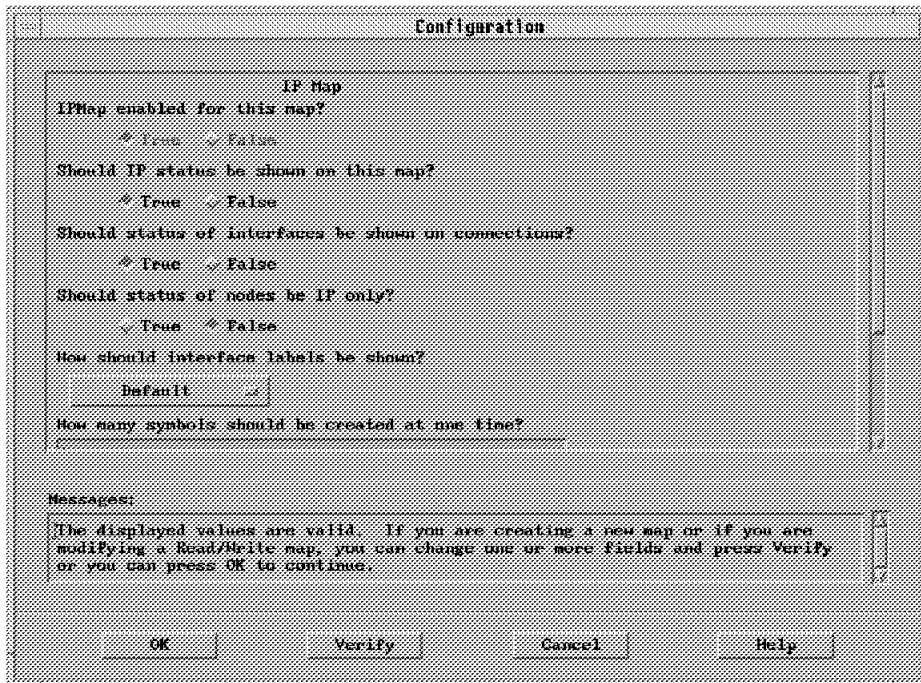 Configuration
IP Map
IPMap enabled for this map?
True False
Should IP status be shown on this map?
True False
Should status of interfaces be shown on connections?
True False
Should status of nodes be IP only?
True False
How should interface labels be shown?
Default
How many symbols should be created at one time?
Messages:
The displayed values are valid. If you are creating a new map or if you are
modifying a Read/Write map, you can change one or more fields and press Verify
or you can press OK to continue.
OK Verify Cancel Help